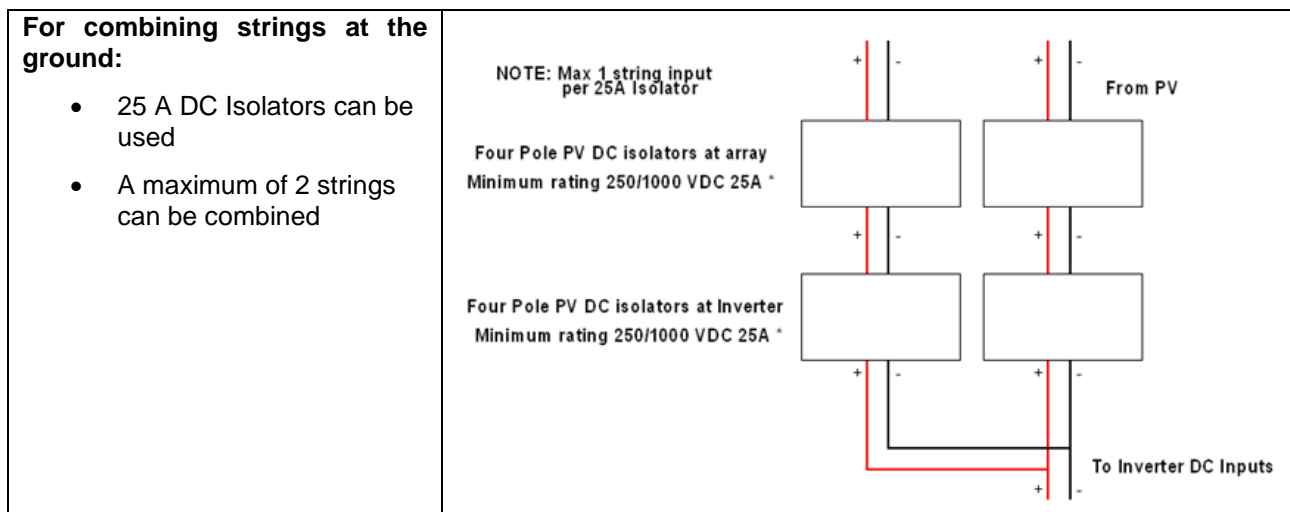 For combining strings at the
ground:
• 25 A DC Isolators can be
used
• A maximum of 2 strings
can be combined
NOTE: Max 1 string input
per 25A Isolator
+ - + -
From PV
Four Pole PV DC isolators at array
Minimum rating 250/1000 VDC 25A *
+ - + -
Four Pole PV DC isolators at Inverter
Minimum rating 250/1000 VDC 25A *
+ - + -
To Inverter DC Inputs
+ -